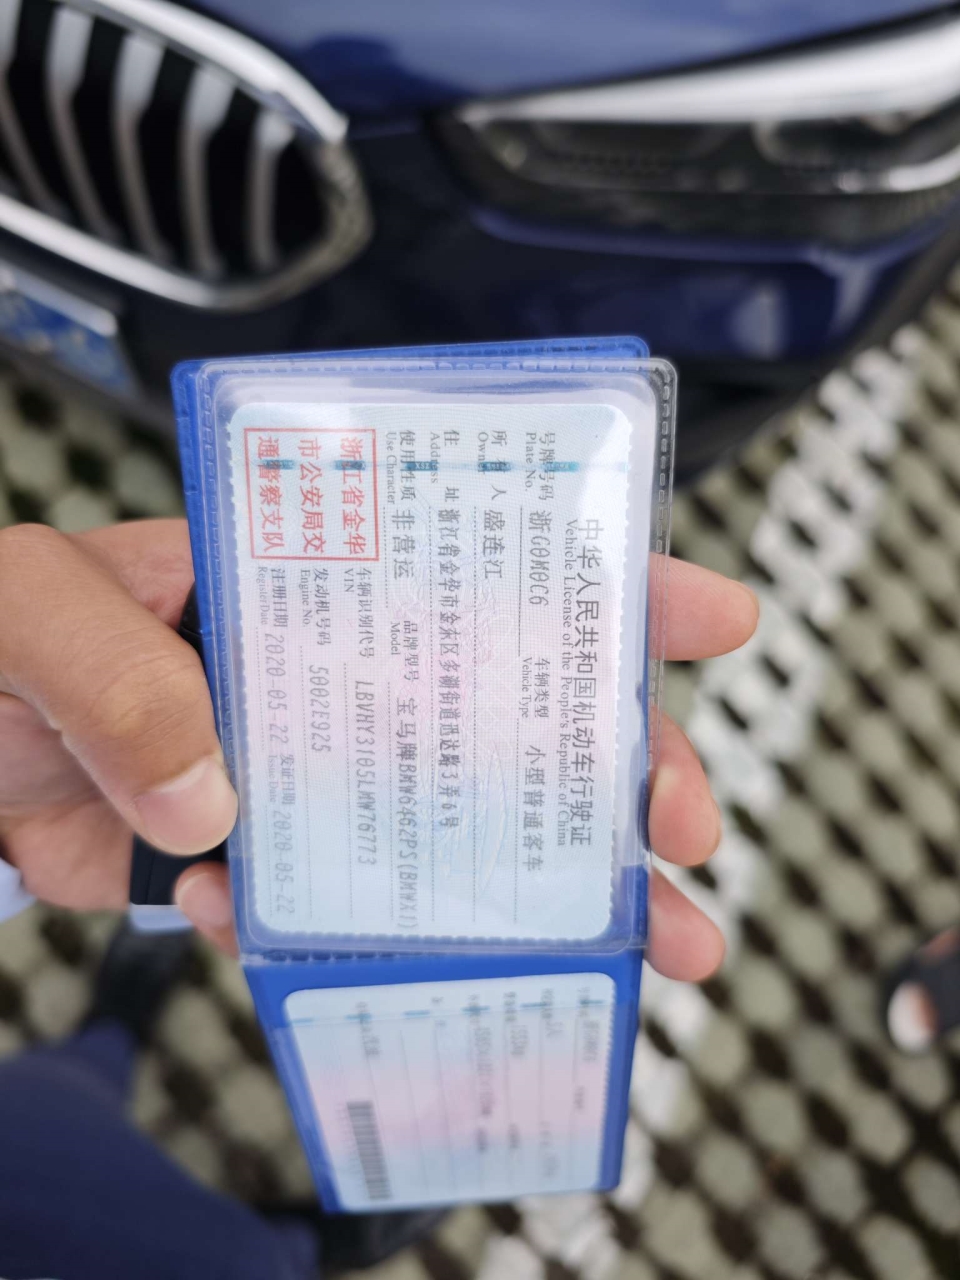 中华人民共和国机动车行驶证
Vehicle License of the People's Republic of China
号牌号码 浙G0M0C6 车辆类型 小型普通客车
Plate No. Vehicle Type
所有人 盛连江
Owner
住址 浙江省金华市金东区多湖街道迅达路3弄6号
Address
使用性质 非营运 品牌型号 宝马牌BMW6462PS(BMWX1)
Use Character Model
浙江省金华
市公安局交
通警察支队
车辆识别代号 LBVHY3105LMW76773
VIN
发动机号码 5002E925
Engine No.
注册日期 2020-05-22 发证日期 2020-05-22
Register Date Issue Date